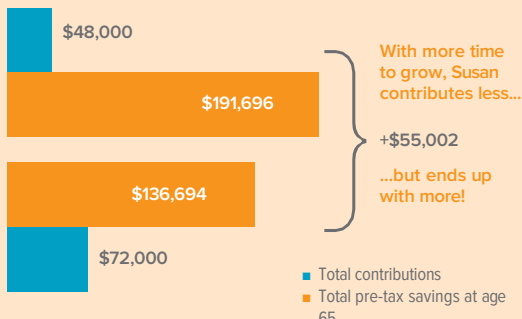 $48,000
$191,696
With more time
to grow, Susan
contributes less...
+$55,002
...but ends up
with more!
$136,694
$72,000
Total contributions
Total pre-tax savings at age
65